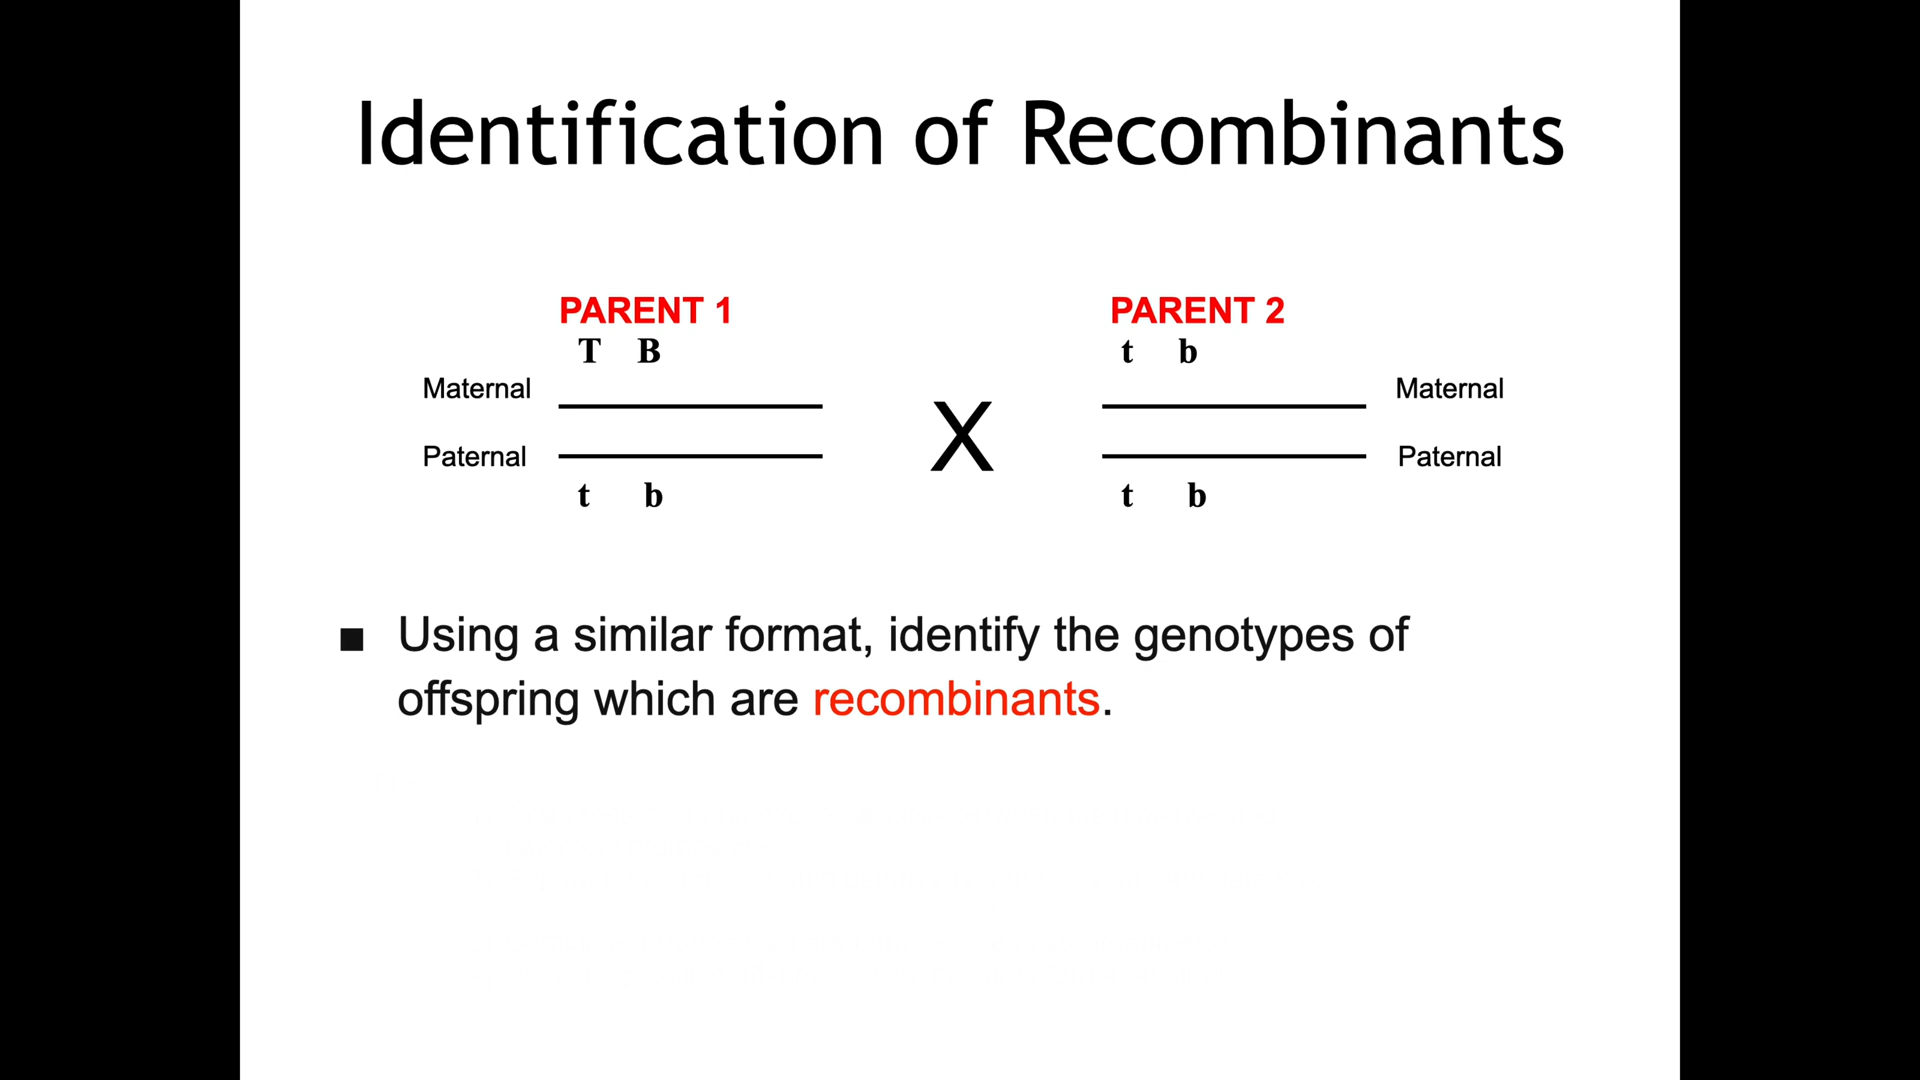 Identification of Recombinants
PARENT 1 PARENT 2
T B t b
Maternal Maternal
X
Paternal Paternal
t b t b
■ Using a similar format, identify the genotypes of
offspring which are recombinants.